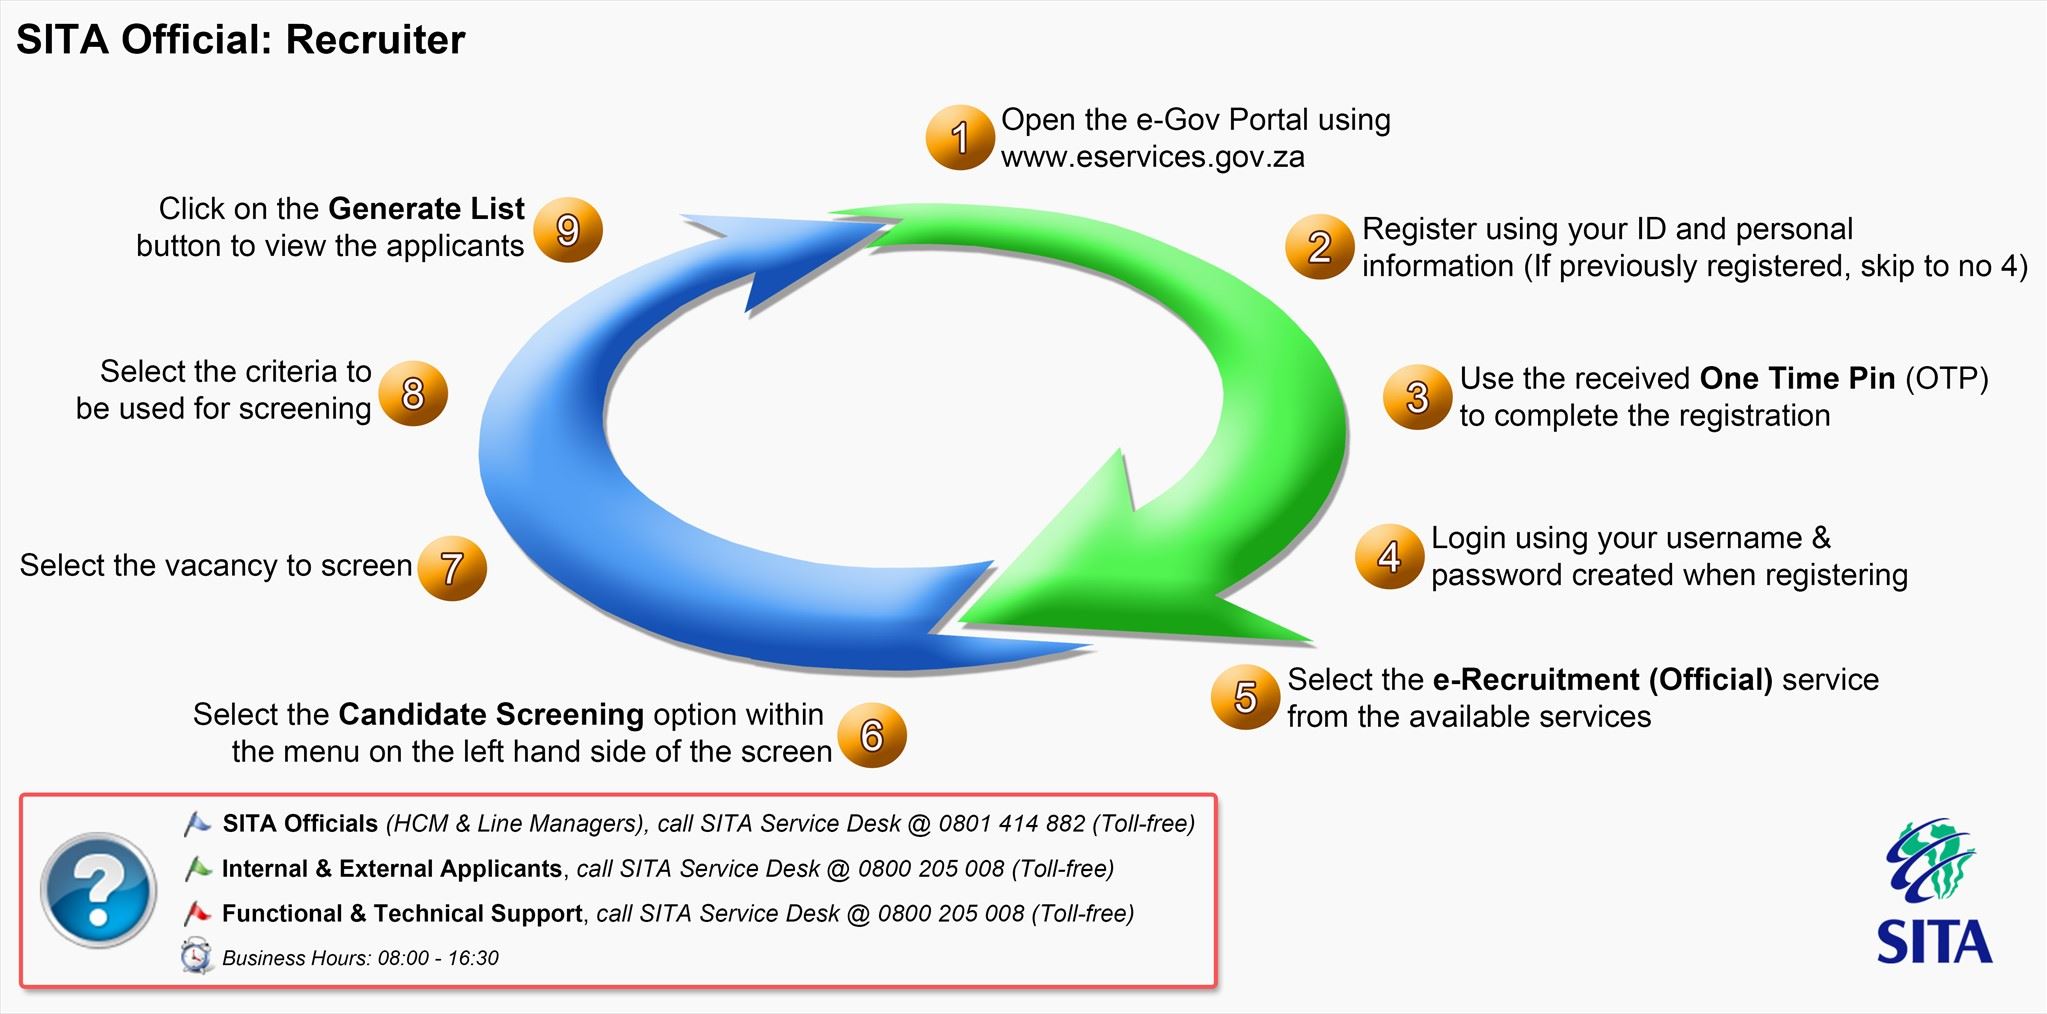 SITA Official: Recruiter
1
Open the e-Gov Portal using
www.eservices.gov.za
2
Register using your ID and personal
information (If previously registered, skip to no 4)
3
Use the received One Time Pin (OTP)
to complete the registration
4
Login using your username &
password created when registering
5
Select the e-Recruitment (Official) service
from the available services
6
Select the Candidate Screening option within
the menu on the left hand side of the screen
7
Select the vacancy to screen
8
Select the criteria to
be used for screening
9
Click on the Generate List
button to view the applicants
?
SITA Officials (HCM & Line Managers), call SITA Service Desk @ 0801 414 882 (Toll-free)
Internal & External Applicants, call SITA Service Desk @ 0800 205 008 (Toll-free)
Functional & Technical Support, call SITA Service Desk @ 0800 205 008 (Toll-free)
Business Hours: 08:00 - 16:30
SITA